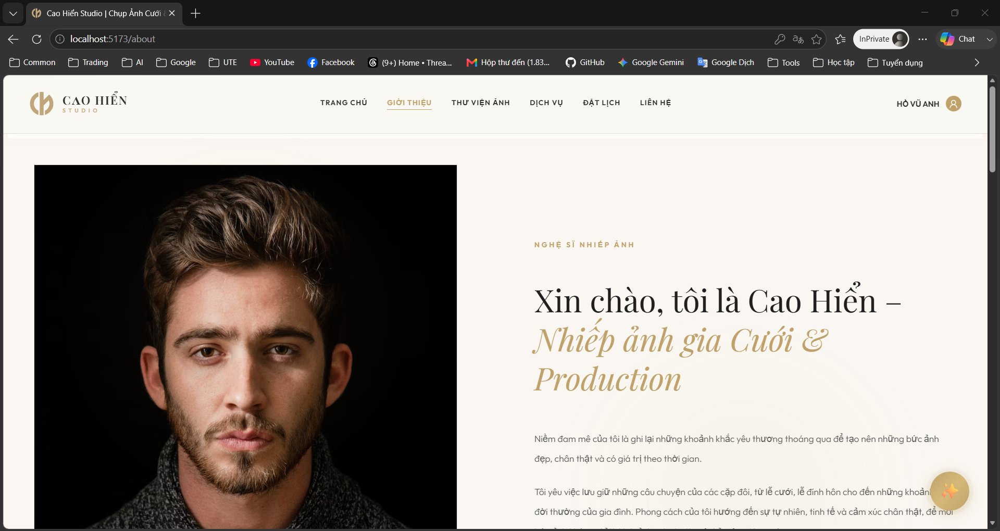 Cao Hiển Studio | Chụp Ảnh Cưới
localhost:5173/about
InPrivate
Chat
Common
Trading
AI
Google
UTE
YouTube
Facebook
(9+) Home • Threa...
Hộp thư đến (1.83...
GitHub
Google Gemini
Google Dịch
Tools
Học tập
Tuyển dụng
CAO HIỂN
STUDIO
TRANG CHỦ
GIỚI THIỆU
THƯ VIỆN ẢNH
DỊCH VỤ
ĐẶT LỊCH
LIÊN HỆ
HỒ VŨ ANH
NGHỆ SĨ NHIẾP ẢNH
Xin chào, tôi là Cao Hiển –
Nhiếp ảnh gia Cưới &
Production
Niềm đam mê của tôi là ghi lại những khoảnh khắc yêu thương thoáng qua để tạo nên những bức ảnh
đẹp, chân thật và có giá trị theo thời gian.
Tôi yêu việc lưu giữ những câu chuyện của các cặp đôi, từ lễ cưới, lễ đính hôn cho đến những
đời thường của gia đình. Phong cách của tôi hướng đến sự tự nhiên, tinh tế và cảm xúc chân thật, để mỗi